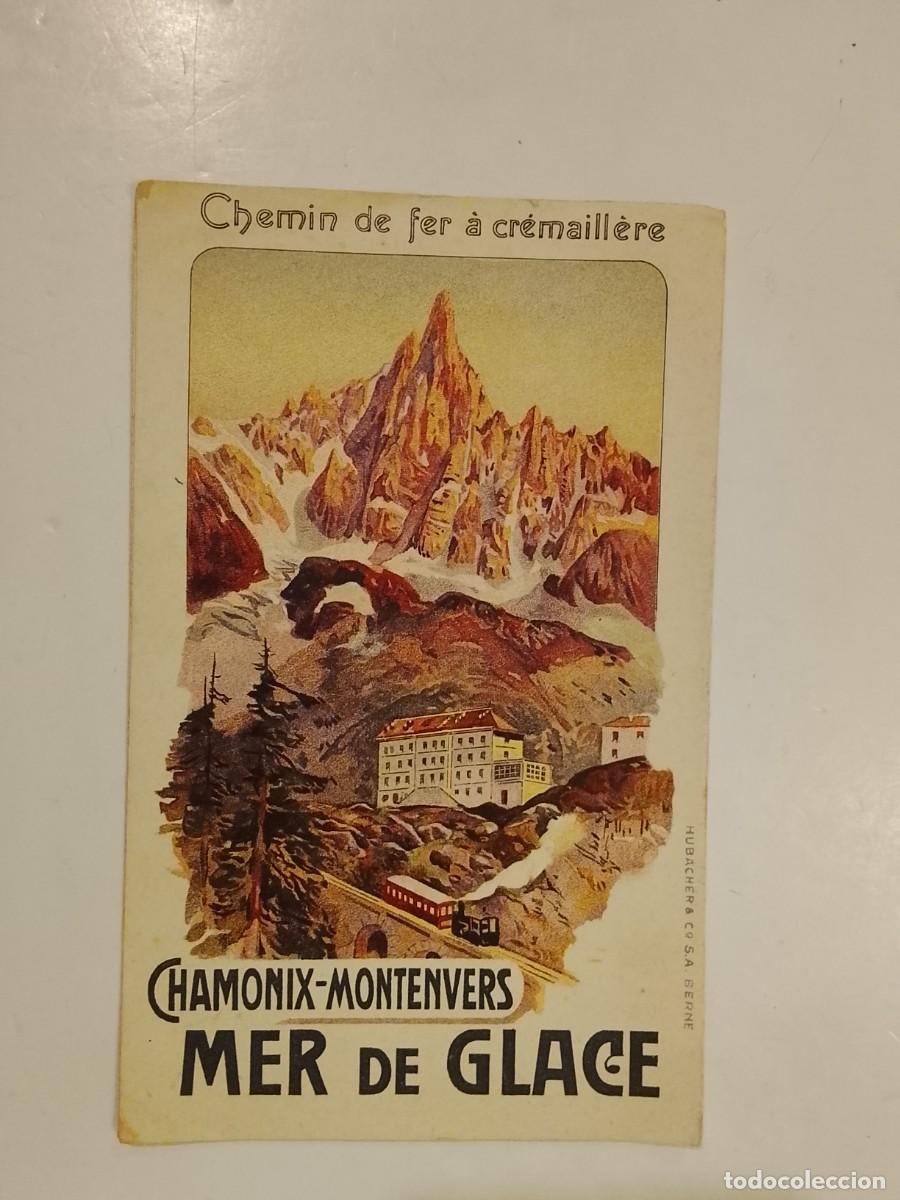 Chemin de fer à crémaillère
HUBACHER & Cº S.A. BERNE
CHAMONIX-MONTENVERS
MER DE GLACE
todocoleccion